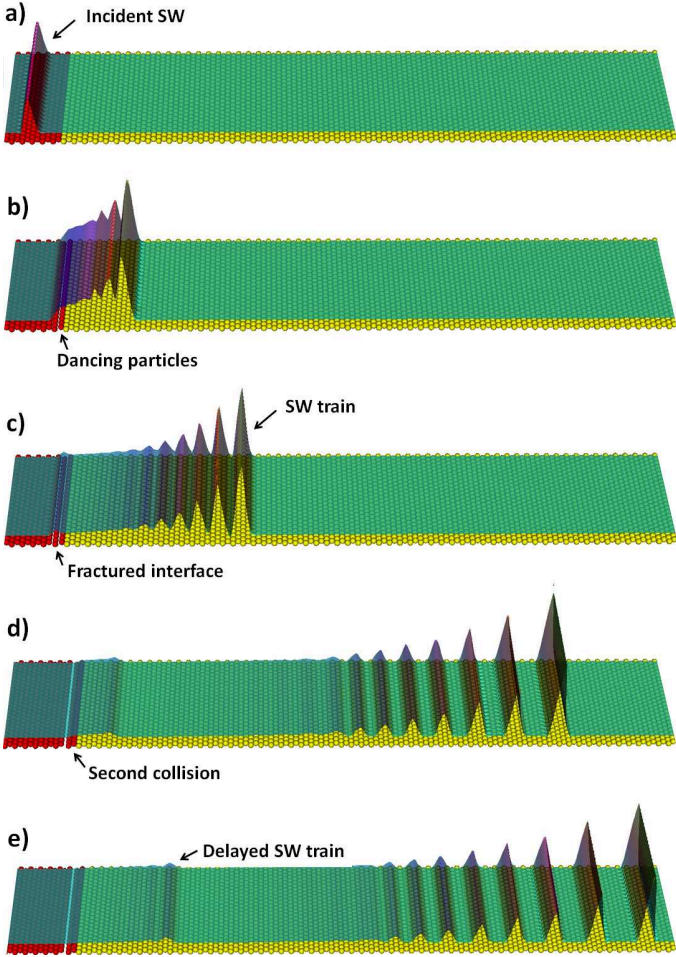 a)
Incident SW
b)
Dancing particles
SW train
c)
Fractured interface
d)
Second collision
e)
Delayed SW train